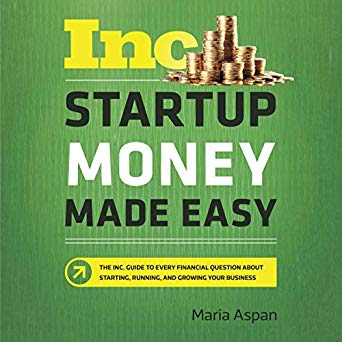 Inc
STARTUP
MONEY
MADE EASY
THE INC. GUIDE TO EVERY FINANCIAL QUESTION ABOUT
STARTING, RUNNING, AND GROWING YOUR BUSINESS
Maria Aspan